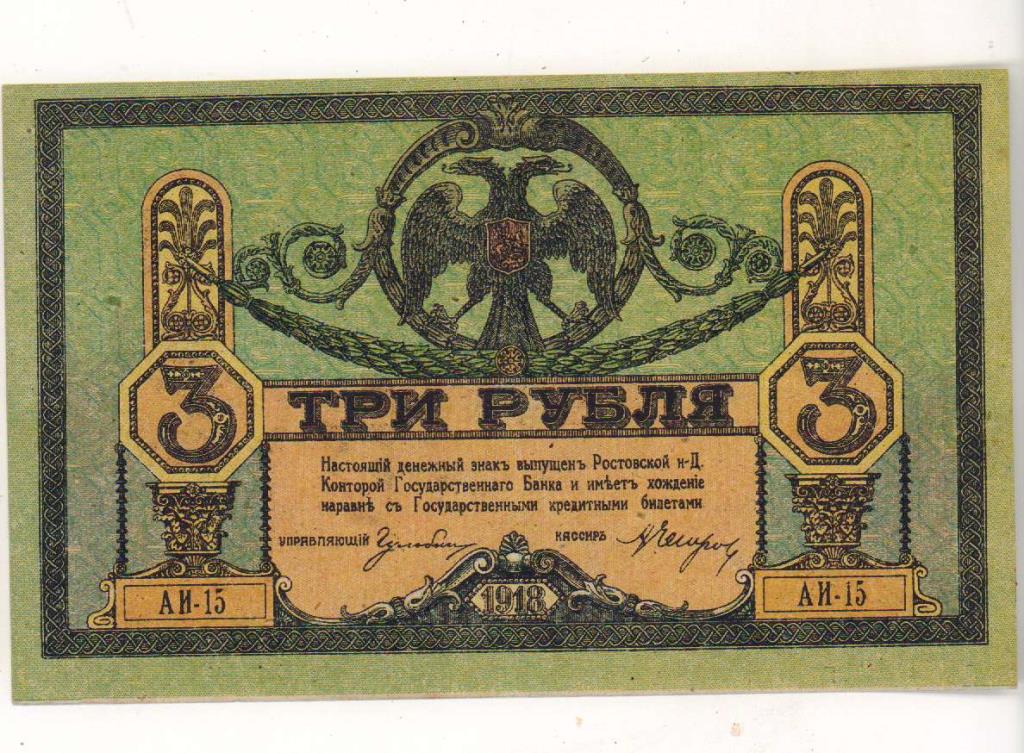 3
ТРИ РУБЛЯ
3
Настоящій денежный знакъ выпущенъ Ростовской н-Д.
Конторой Государственнаго Банка и имѣетъ хожденіе
наравнѣ съ Государственными кредитными билетами
УПРАВЛЯЮЩІЙ КАССИРЪ
АИ-15
1918
АИ-15